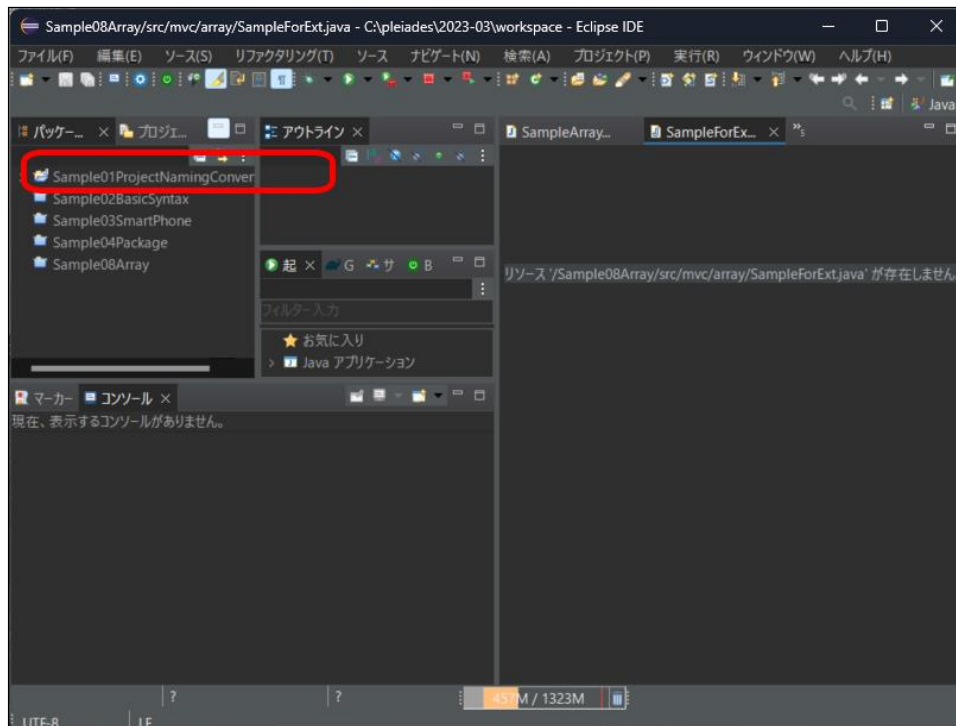 Sample08Array/src/mvc/array/SampleForExt.java - C:\pleiades\2023-03\workspace - Eclipse IDE
ファイル(F) 編集(E) ソース(S) リファクタリング(T) ソース ナビゲート(N) 検索(A) プロジェクト(P) 実行(R) ウィンドウ(W) ヘルプ(H)
Java
パッケー... プロジェ... アウトライン SampleArray... SampleForEx... »5
Sample01ProjectNamingConver
Sample02BasicSyntax
Sample03SmartPhone
Sample04Package
Sample08Array
起 G サ B
リソース '/Sample08Array/src/mvc/array/SampleForExt.java' が存在しません
フィルター入力
お気に入り
Java アプリケーション
マーカー コンソール
現在、表示するコンソールがありません。
? ? 457M / 1323M
UTF-8 LF